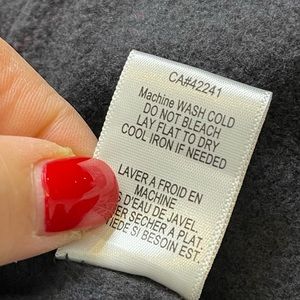 CA#42241
Machine WASH COLD
DO NOT BLEACH
LAY FLAT TO DRY
COOL IRON IF NEEDED
LAVER A FROID EN
MACHINE
D'EAU DE JAVEL.
SECHER A PLAT.
SI BESOIN EST.